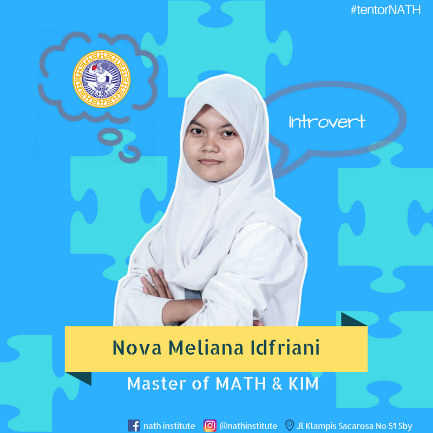 #tentorNATH
Introvert
Nova Meliana Idfriani
Master of MATH & KIM
nath institute @nathinstitute Jl Klampis Sacarosa No 51 Sby